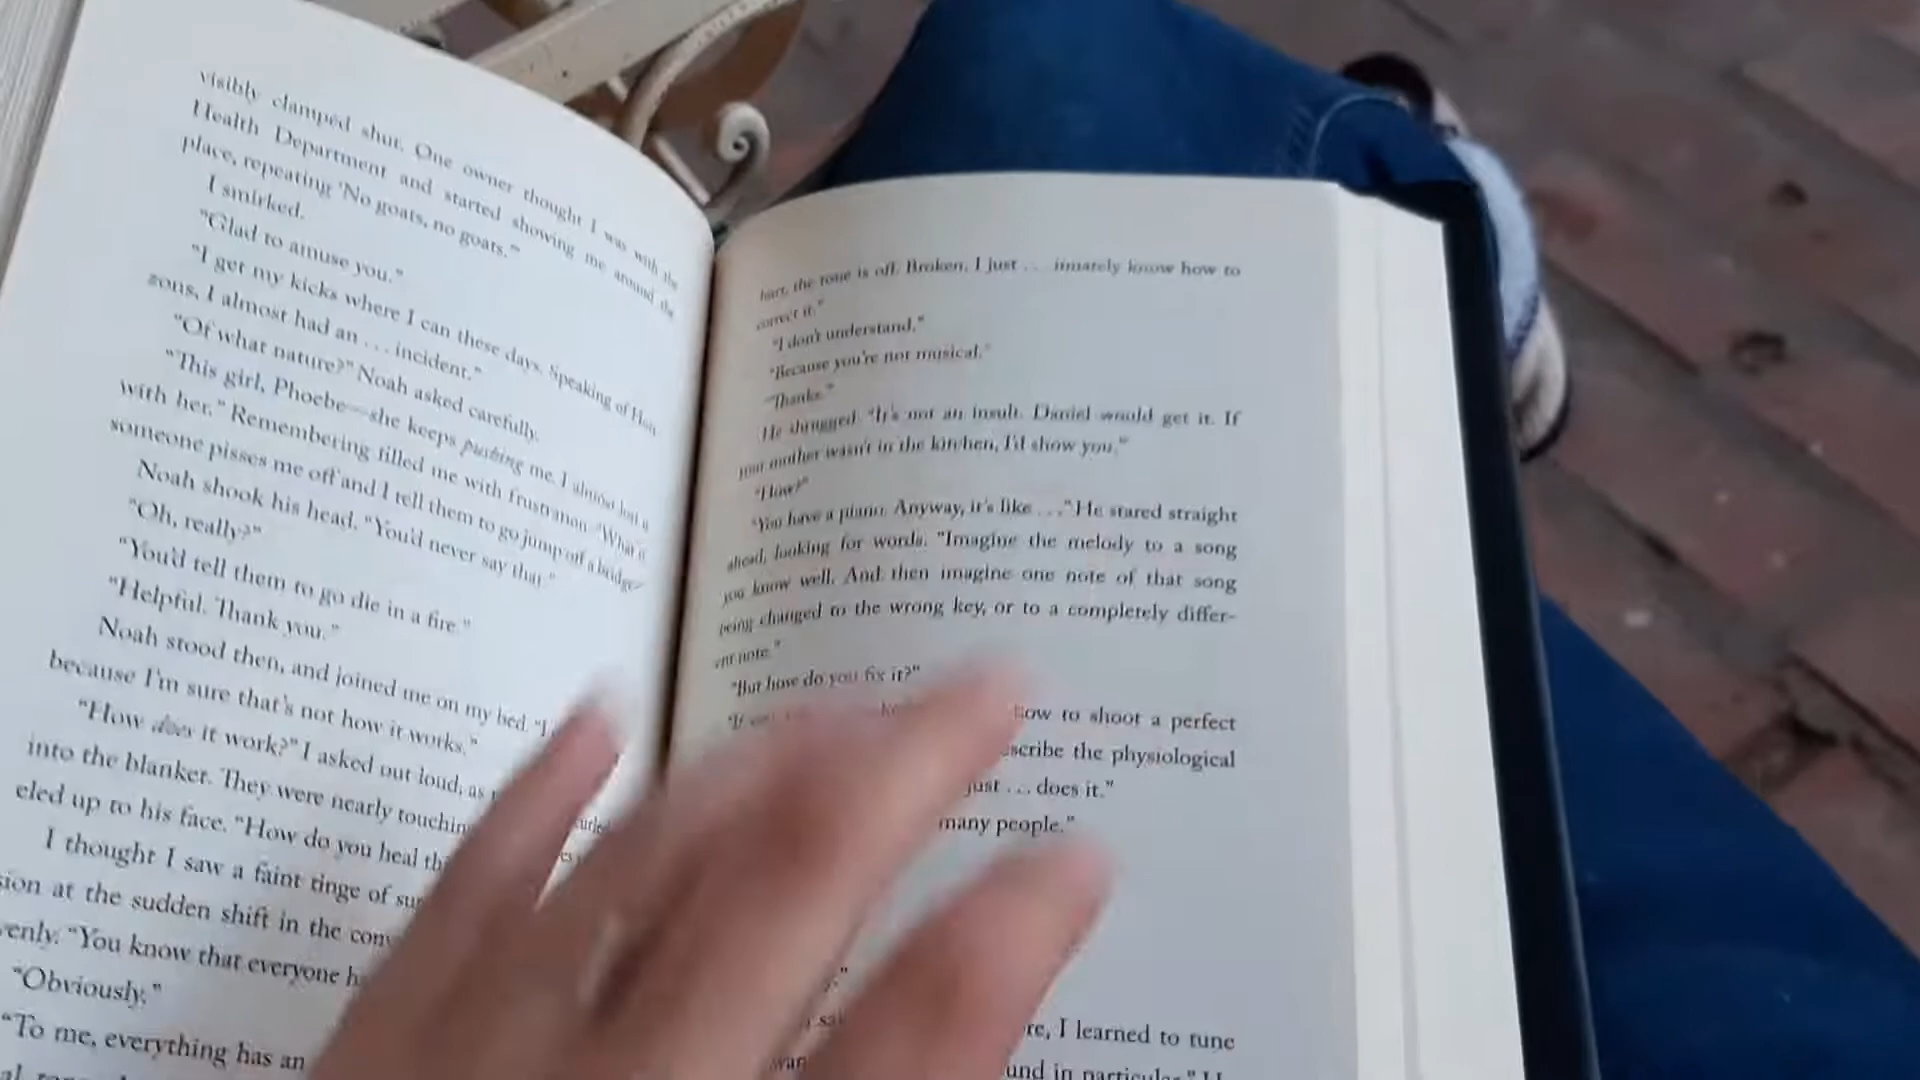 visibly clamped shut. One owner thought I was with the
Health Department and started showing me around the
place, repeating 'No goats, no goats.'"
I smirked.
"Glad to amuse you."
"I get my kicks where I can these days. Speaking of Hori-
zons, I almost had an . . . incident."
"Of what nature?" Noah asked carefully.
"This girl, Phoebe—she keeps pushing me. I almost lost it
with her." Remembering filled me with frustration. "What if
someone pisses me off and I tell them to go jump off a bridge?"
Noah shook his head. "You'd never say that."
"Oh, really?"
"You'd tell them to go die in a fire."
"Helpful. Thank you."
Noah stood then, and joined me on my bed.
because I'm sure that's not how it works."
"How does it work?" I asked out loud, as
into the blanket. They were nearly touching
eled up to his face. "How do you heal
I thought I saw a faint tinge of
sion at the sudden shift in the
venly. "You know that everyone
"Obviously."
"To me, everything has an
hurt, the tone is off. Broken. I just . . . how to
correct it."
"I don't understand."
"Because you're not musical."
"Thanks."
He shrugged. "It's not an insult. Daniel would get it. If
your mother wasn't in the kitchen, I'd show you."
"How?"
"You have a piano. Anyway, it's like . . ." He stared straight
ahead, looking for words. "Imagine the melody to a song
you know well. And then imagine one note of that song
being changed to the wrong key, or to a completely differ-
ent note."
"But how do you fix it?"
to shoot a perfect
the physiological
just . . . does it."
many people."
I learned to tune
in particular."